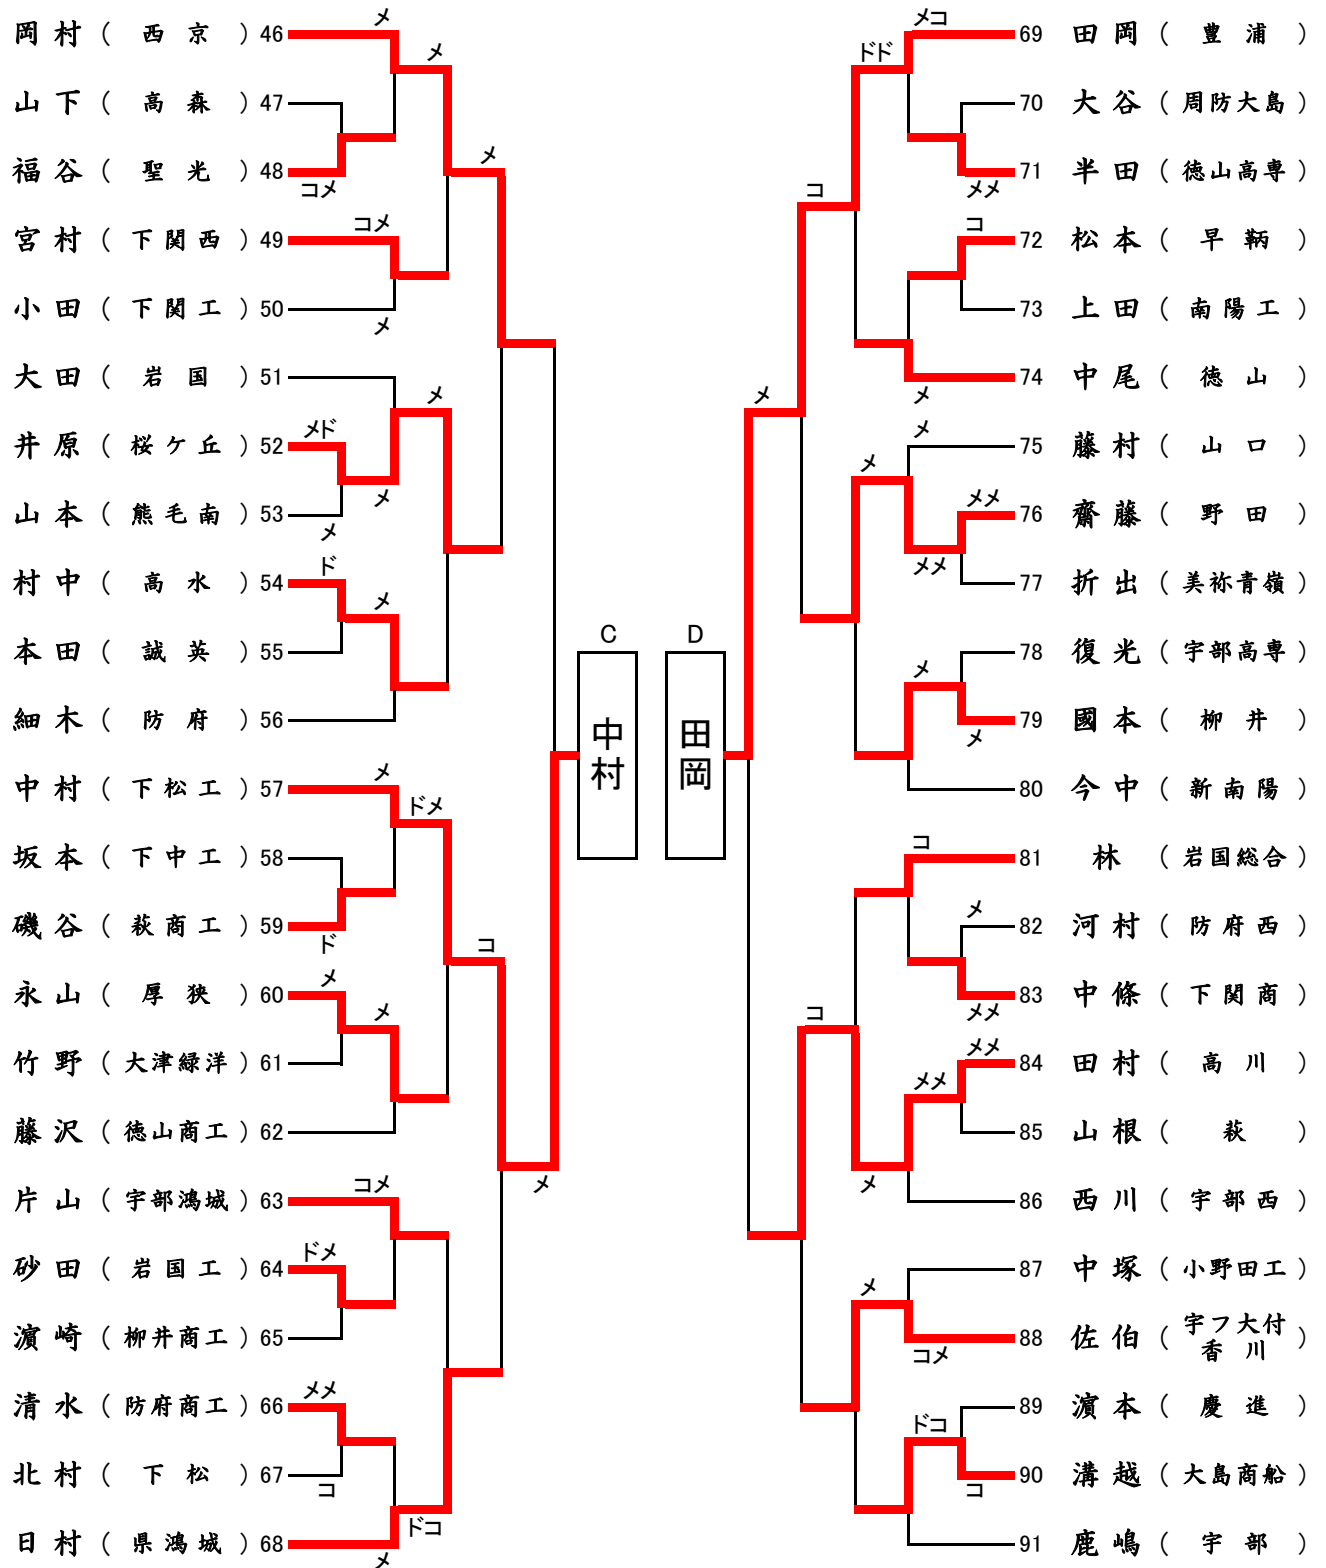 岡村（西京）46
山下（高森）47
福谷（聖光）48
宮村（下関西）49
小田（下関工）50
大田（岩国）51
井原（桜ケ丘）52
山本（熊毛南）53
村中（高水）54
本田（誠英）55
細木（防府）56
中村（下松工）57
坂本（下中工）58
磯谷（萩商工）59
永山（厚狭）60
竹野（大津緑洋）61
藤沢（徳山商工）62
片山（宇部鴻城）63
砂田（岩国工）64
濵崎（柳井商工）65
清水（防府商工）66
北村（下松）67
日村（県鴻城）68
メ
メ
コメ
メ
コメ
メ
メ
メド
メ
メ
ド
メ
メ
ドメ
ド
コ
メ
メ
コメ
メ
ドメ
メメ
コ
ドコ
メ
C
中村
D
田岡
メコ
ドド
メメ
コ
コ
メ
メ
メ
メ
メメ
メメ
メ
メ
コ
メ
メメ
コ
メメ
メメ
メ
メ
コメ
ドコ
コ
69 田岡（豊浦）
70 大谷（周防大島）
71 半田（徳山高専）
72 松本（早鞆）
73 上田（南陽工）
74 中尾（徳山）
75 藤村（山口）
76 齋藤（野田）
77 折出（美祢青嶺）
78 復光（宇部高専）
79 國本（柳井）
80 今中（新南陽）
81 林（岩国総合）
82 河村（防府西）
83 中條（下関商）
84 田村（高川）
85 山根（萩）
86 西川（宇部西）
87 中塚（小野田工）
88 佐伯（宇フ大付香川）
89 濵本（慶進）
90 溝越（大島商船）
91 鹿嶋（宇部）